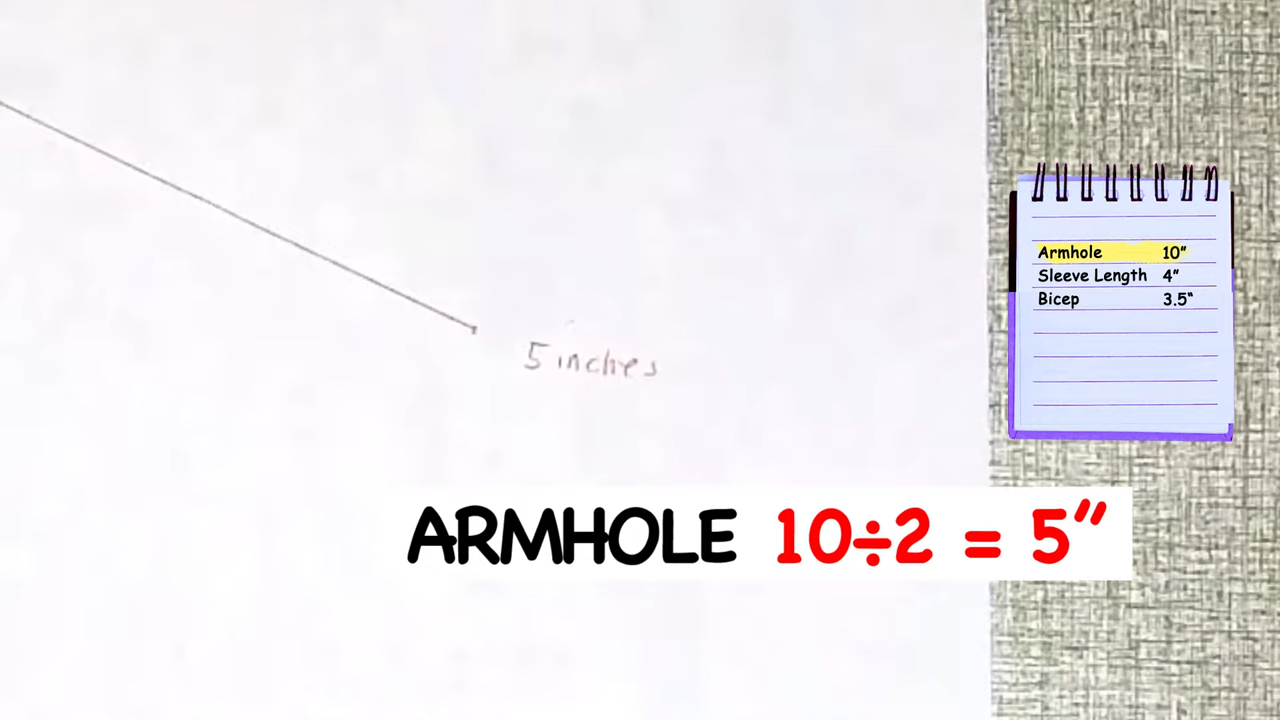 Armhole 10″
Sleeve Length 4″
Bicep 3.5"
5 inches
ARMHOLE 10÷2 = 5″